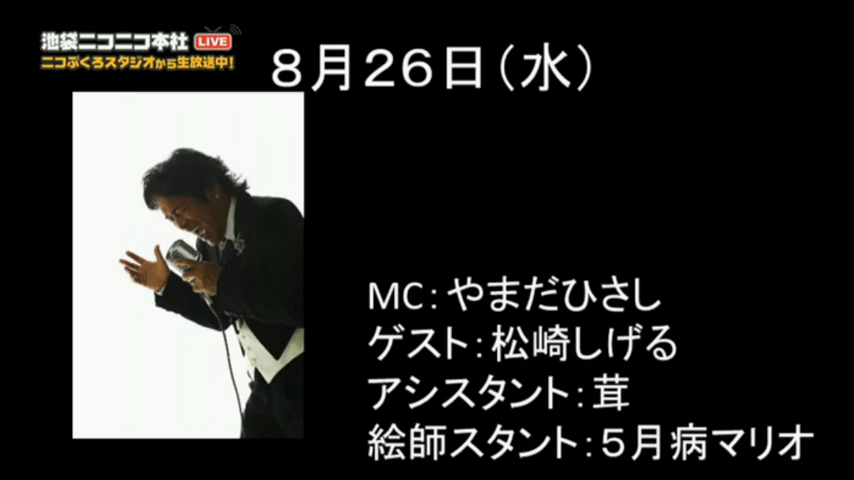 池袋ニコニコ本社 LIVE
ニコぶくろスタジオから生放送中!
8月26日(水)
MC:やまだひさし
ゲスト:松崎しげる
アシスタント:茸
絵師スタント:5月病マリオ